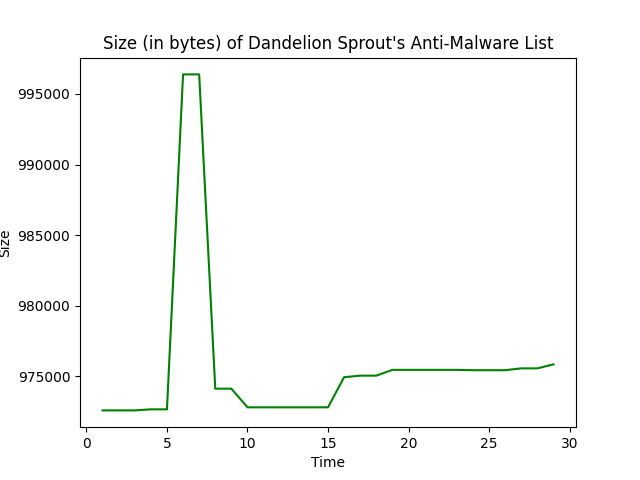 Size (in bytes) of Dandelion Sprout's Anti-Malware List
995000
990000
985000
980000
975000
Size
0 5 10 15 20 25 30
Time